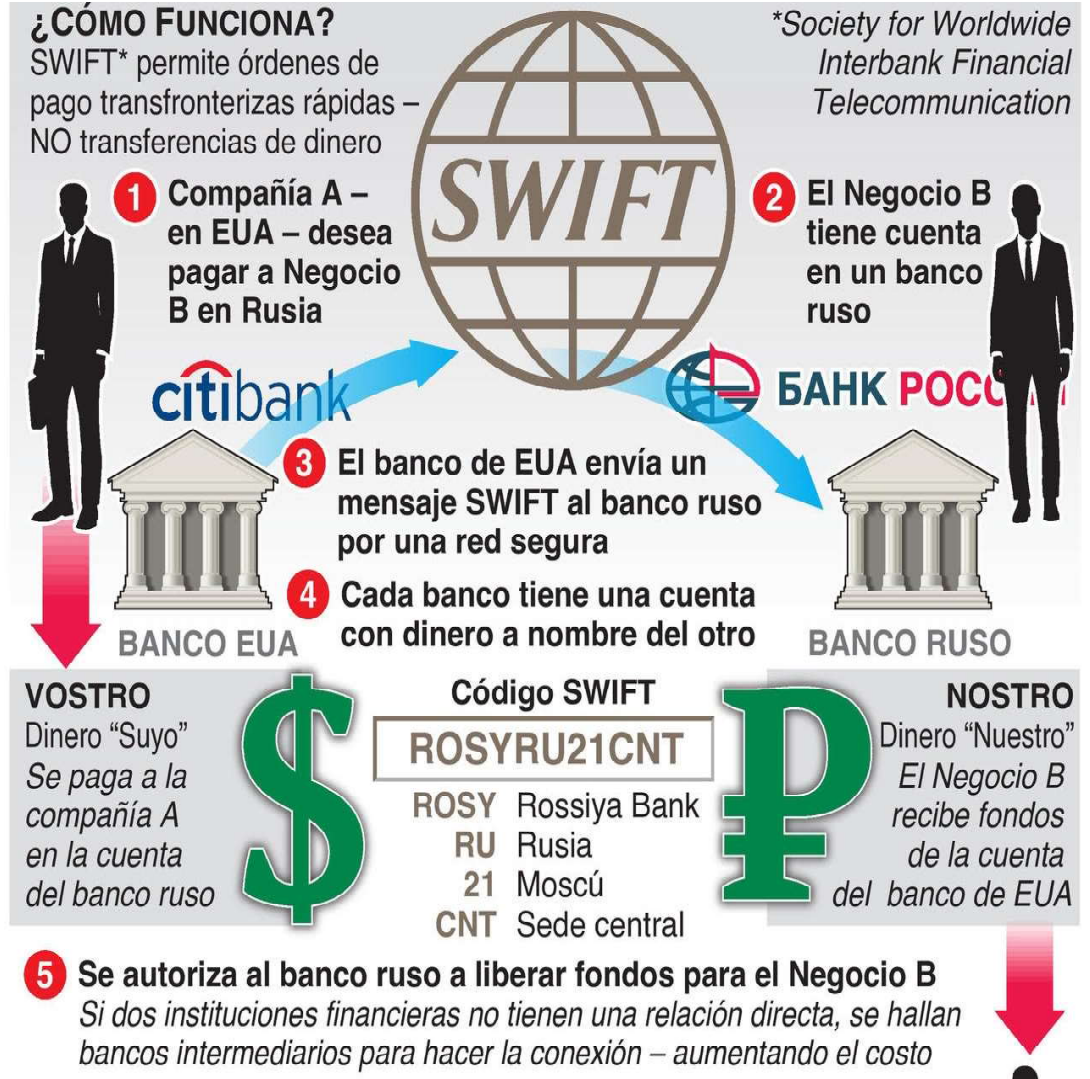 ¿CÓMO FUNCIONA?
SWIFT* permite órdenes de
pago transfronterizas rápidas –
NO transferencias de dinero
*Society for Worldwide
Interbank Financial
Telecommunication
SWIFT
1 Compañía A –
en EUA – desea
pagar a Negocio
B en Rusia
2 El Negocio B
tiene cuenta
en un banco
ruso
citibank
БАНК
3 El banco de EUA envía un
mensaje SWIFT al banco ruso
por una red segura
4 Cada banco tiene una cuenta
con dinero a nombre del otro
BANCO EUA
BANCO RUSO
VOSTRO
Dinero “Suyo”
Se paga a la
compañía A
en la cuenta
del banco ruso
$
Código SWIFT
ROSYRU21CNT
ROSY Rossiya Bank
RU Rusia
21 Moscú
CNT Sede central
₽
NOSTRO
Dinero “Nuestro”
El Negocio B
recibe fondos
de la cuenta
del banco de EUA
5 Se autoriza al banco ruso a liberar fondos para el Negocio B
Si dos instituciones financieras no tienen una relación directa, se hallan
bancos intermediarios para hacer la conexión – aumentando el costo